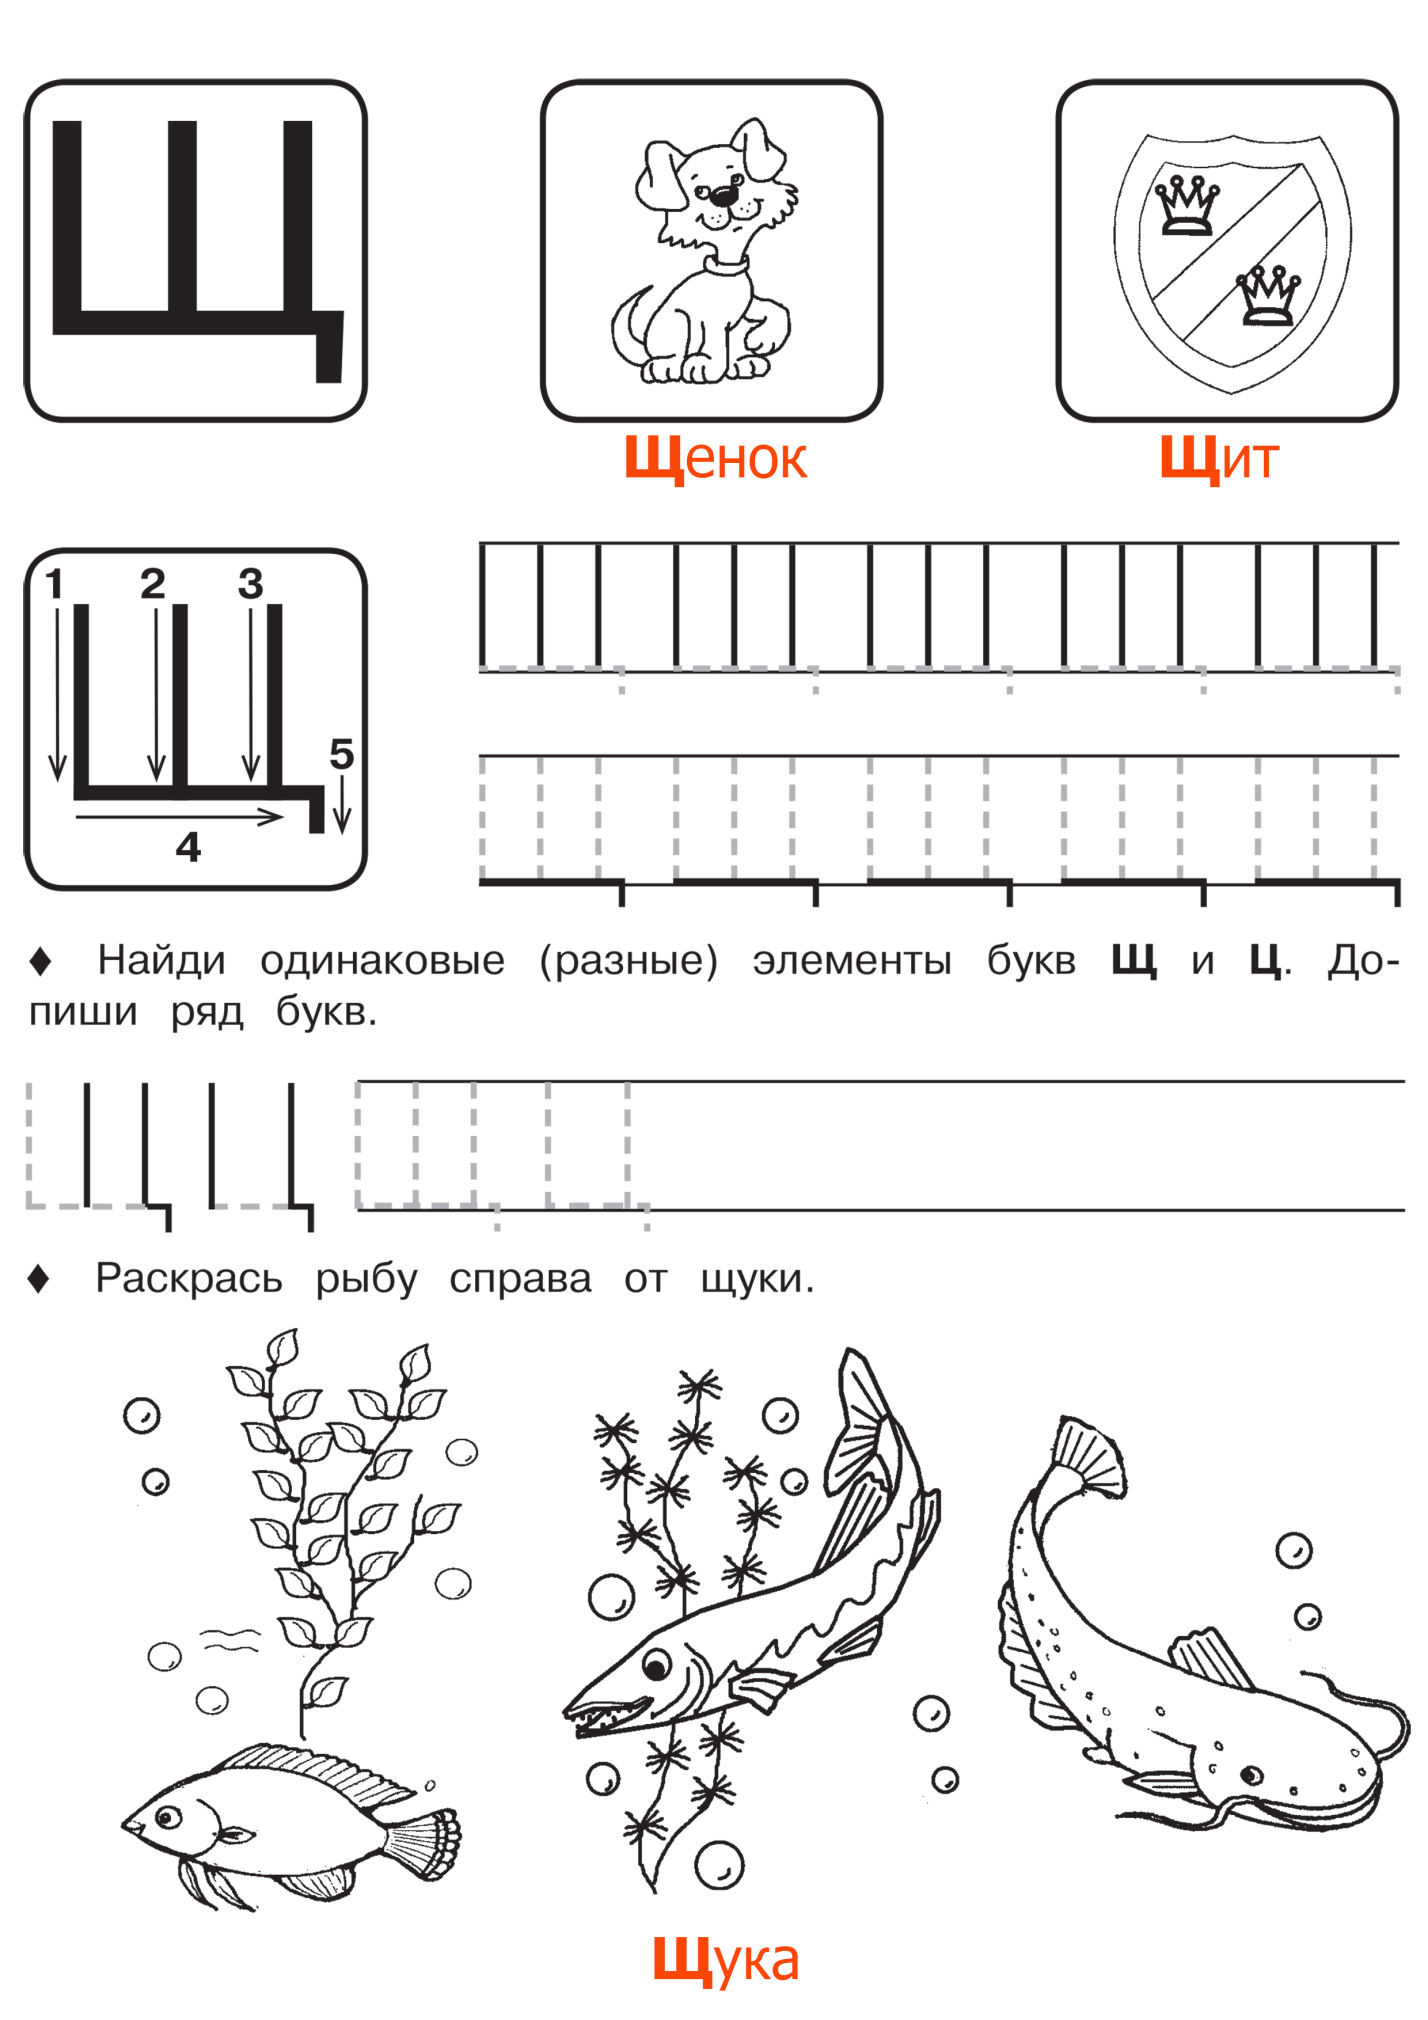 Щ
Щенок
Щит
1 2 3
5
4
♦ Найди одинаковые (разные) элементы букв Щ и Ц. До-
пиши ряд букв.
Щ Ц Щ Ц
♦ Раскрась рыбу справа от щуки.
Щука